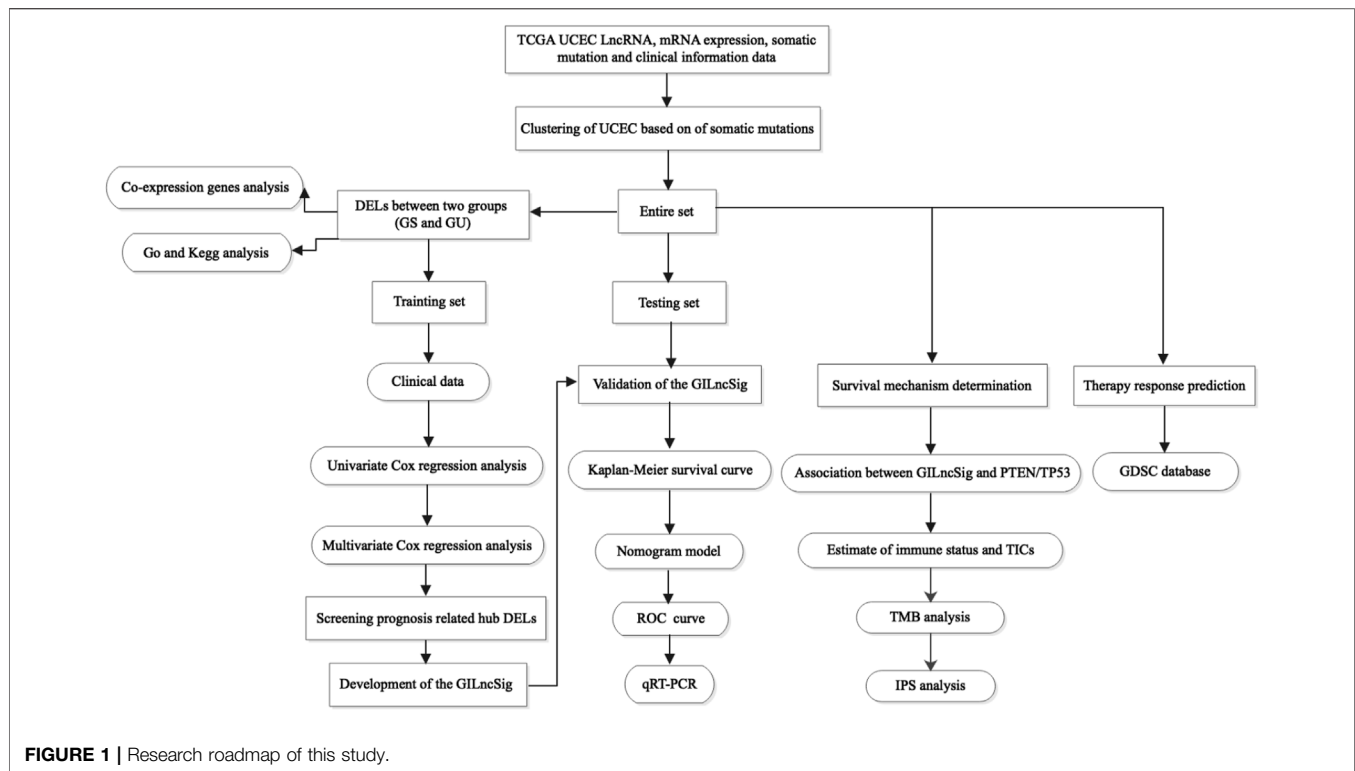 TCGA UCEC LncRNA, mRNA expression, somatic
mutation and clinical information data
Clustering of UCEC based on of somatic mutations
Co-expression genes analysis
DELs between two groups
(GS and GU)
Entire set
Go and Kegg analysis
Trainting set
Testing set
Clinical data
Validation of the GILncSig
Survival mechanism determination
Therapy response prediction
Univariate Cox regression analysis
Kaplan-Meier survival curve
Association between GILncSig and PTEN/TP53
GDSC database
Multivariate Cox regression analysis
Nomogram model
Estimate of immune status and TICs
Screening prognosis related hub DELs
ROC curve
TMB analysis
Development of the GILncSig
qRT-PCR
IPS analysis
FIGURE 1 | Research roadmap of this study.